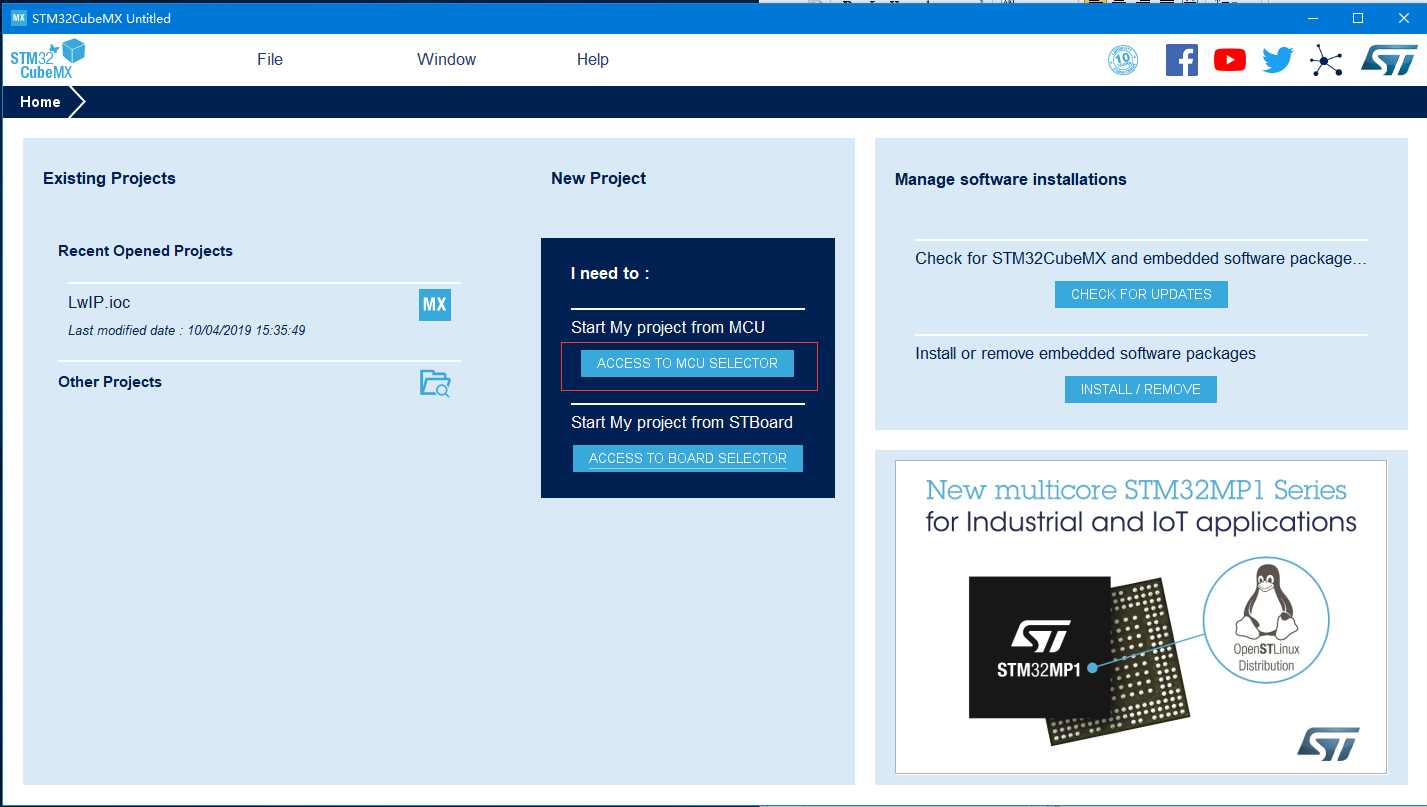 MX STM32CubeMX Untitled
STM32
CubeMX
File Window Help
10
ST
Home
Existing Projects
Recent Opened Projects
LwIP.ioc
MX
Last modified date : 10/04/2019 15:35:49
Other Projects
New Project
I need to :
Start My project from MCU
ACCESS TO MCU SELECTOR
Start My project from STBoard
ACCESS TO BOARD SELECTOR
Manage software installations
Check for STM32CubeMX and embedded software package...
CHECK FOR UPDATES
Install or remove embedded software packages
INSTALL / REMOVE
New multicore STM32MP1 Series
for Industrial and IoT applications
ST
STM32MP1
OpenSTLinux
Distribution
ST